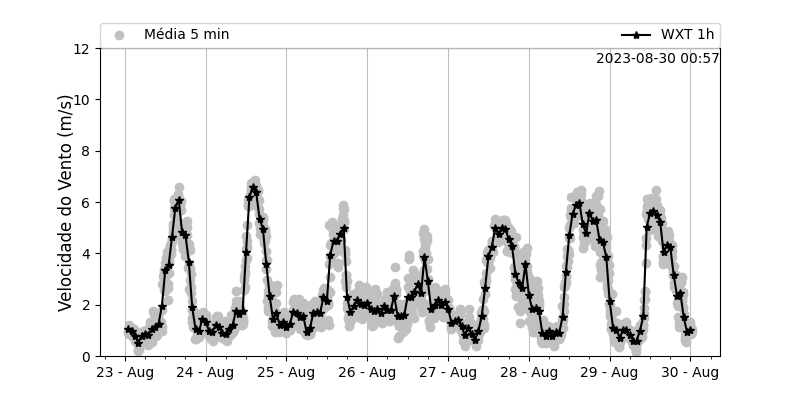 Média 5 min
WXT 1h
2023-08-30 00:57
Velocidade do Vento (m/s)
12
10
8
6
4
2
0
23 - Aug
24 - Aug
25 - Aug
26 - Aug
27 - Aug
28 - Aug
29 - Aug
30 - Aug